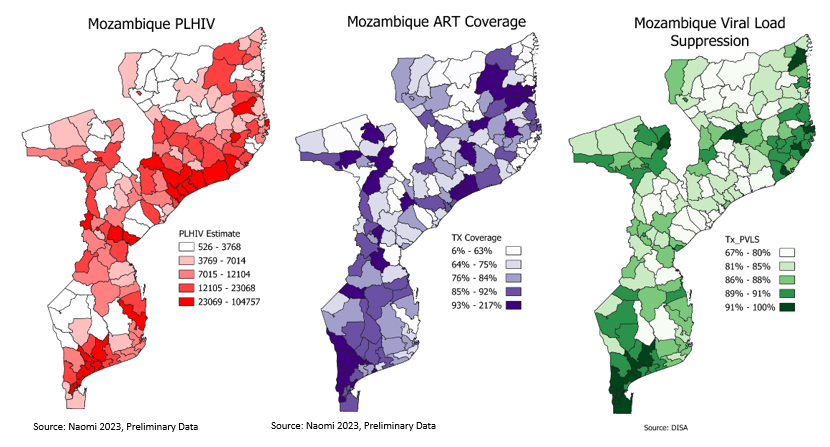 Mozambique PLHIV
PLHIV Estimate
526 - 3768
3769 - 7014
7015 - 12104
12105 - 23068
23069 - 104757
Source: Naomi 2023, Preliminary Data
Mozambique ART Coverage
TX Coverage
6% - 63%
64% - 75%
76% - 84%
85% - 92%
93% - 217%
Source: Naomi 2023, Preliminary Data
Mozambique Viral Load
Suppression
Tx_PVLS
67% - 80%
81% - 85%
86% - 88%
89% - 91%
91% - 100%
Source: DISA